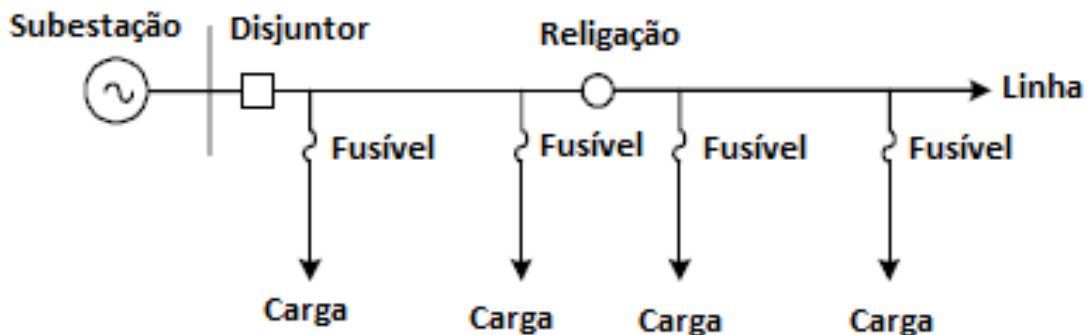 Subestação
Disjuntor
Religação
Linha
Fusível
Fusível
Fusível
Fusível
Carga
Carga
Carga
Carga